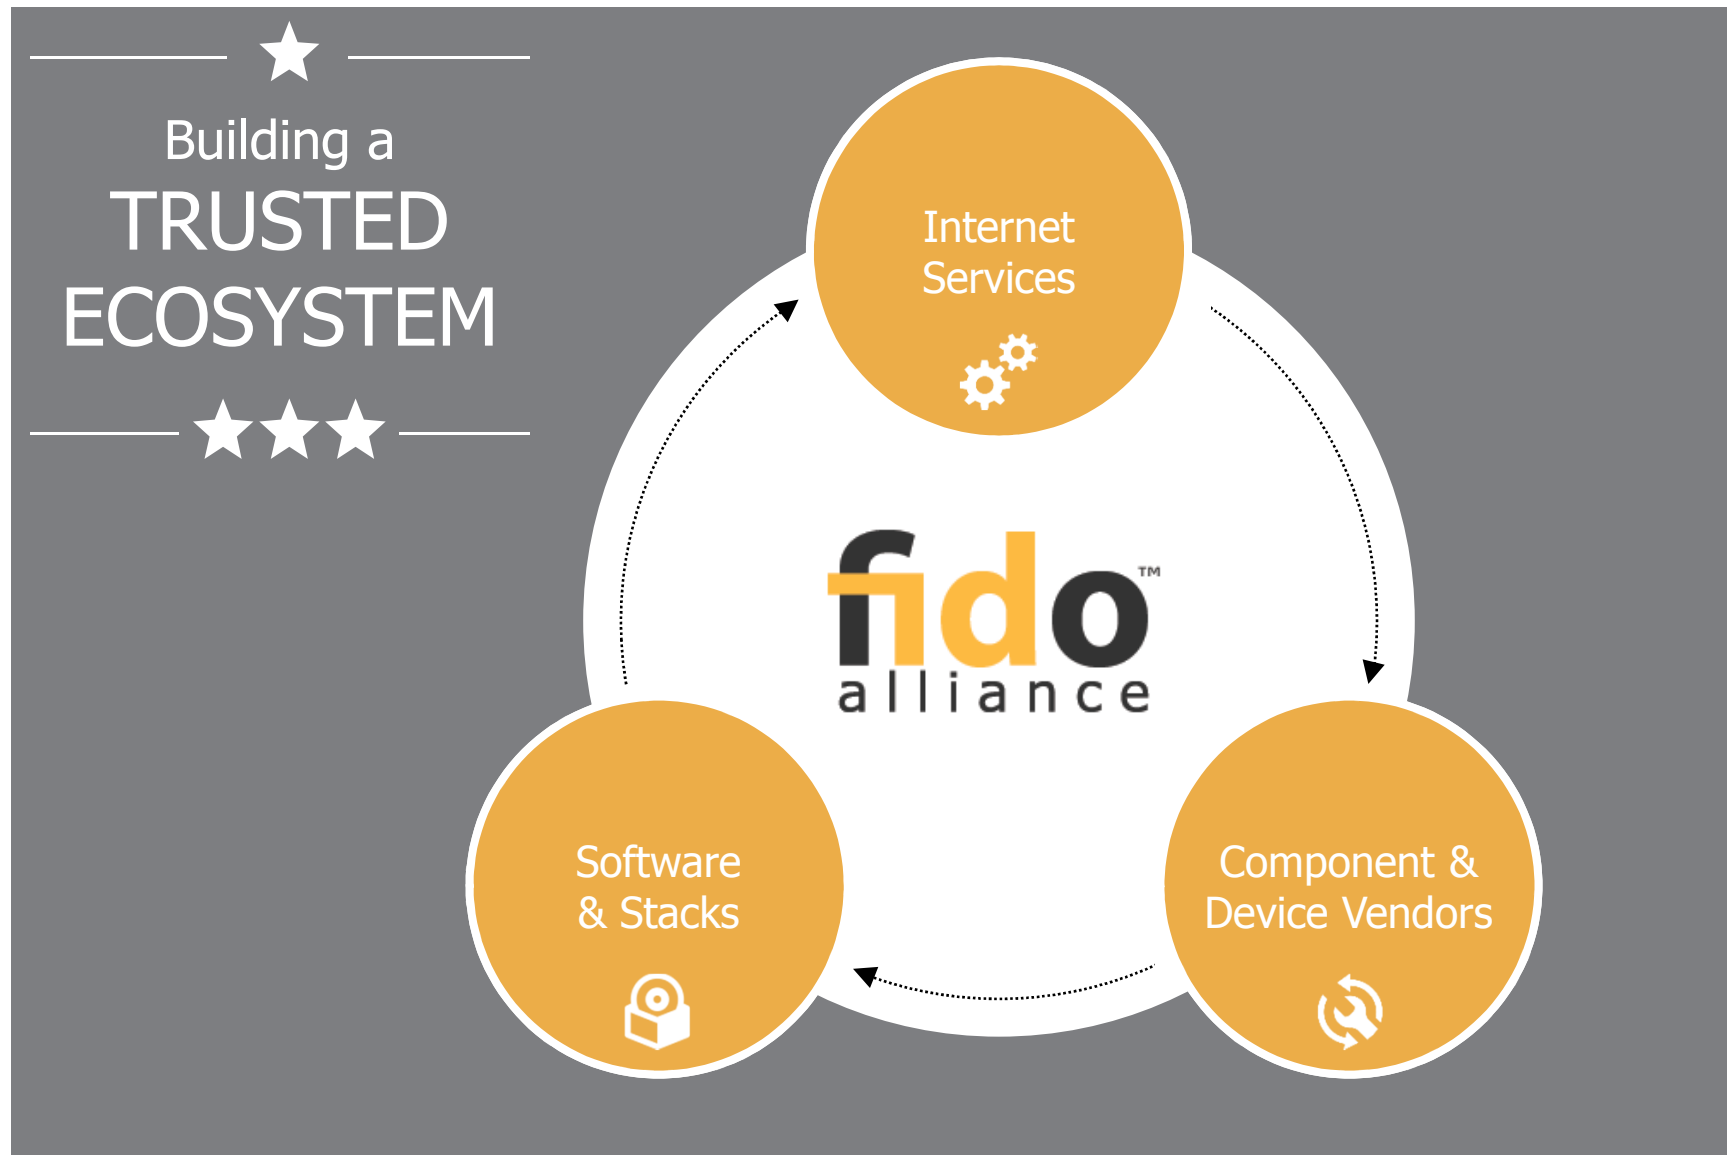 Building a
TRUSTED
ECOSYSTEM
Internet
Services
fido™
alliance
Software
& Stacks
Component &
Device Vendors